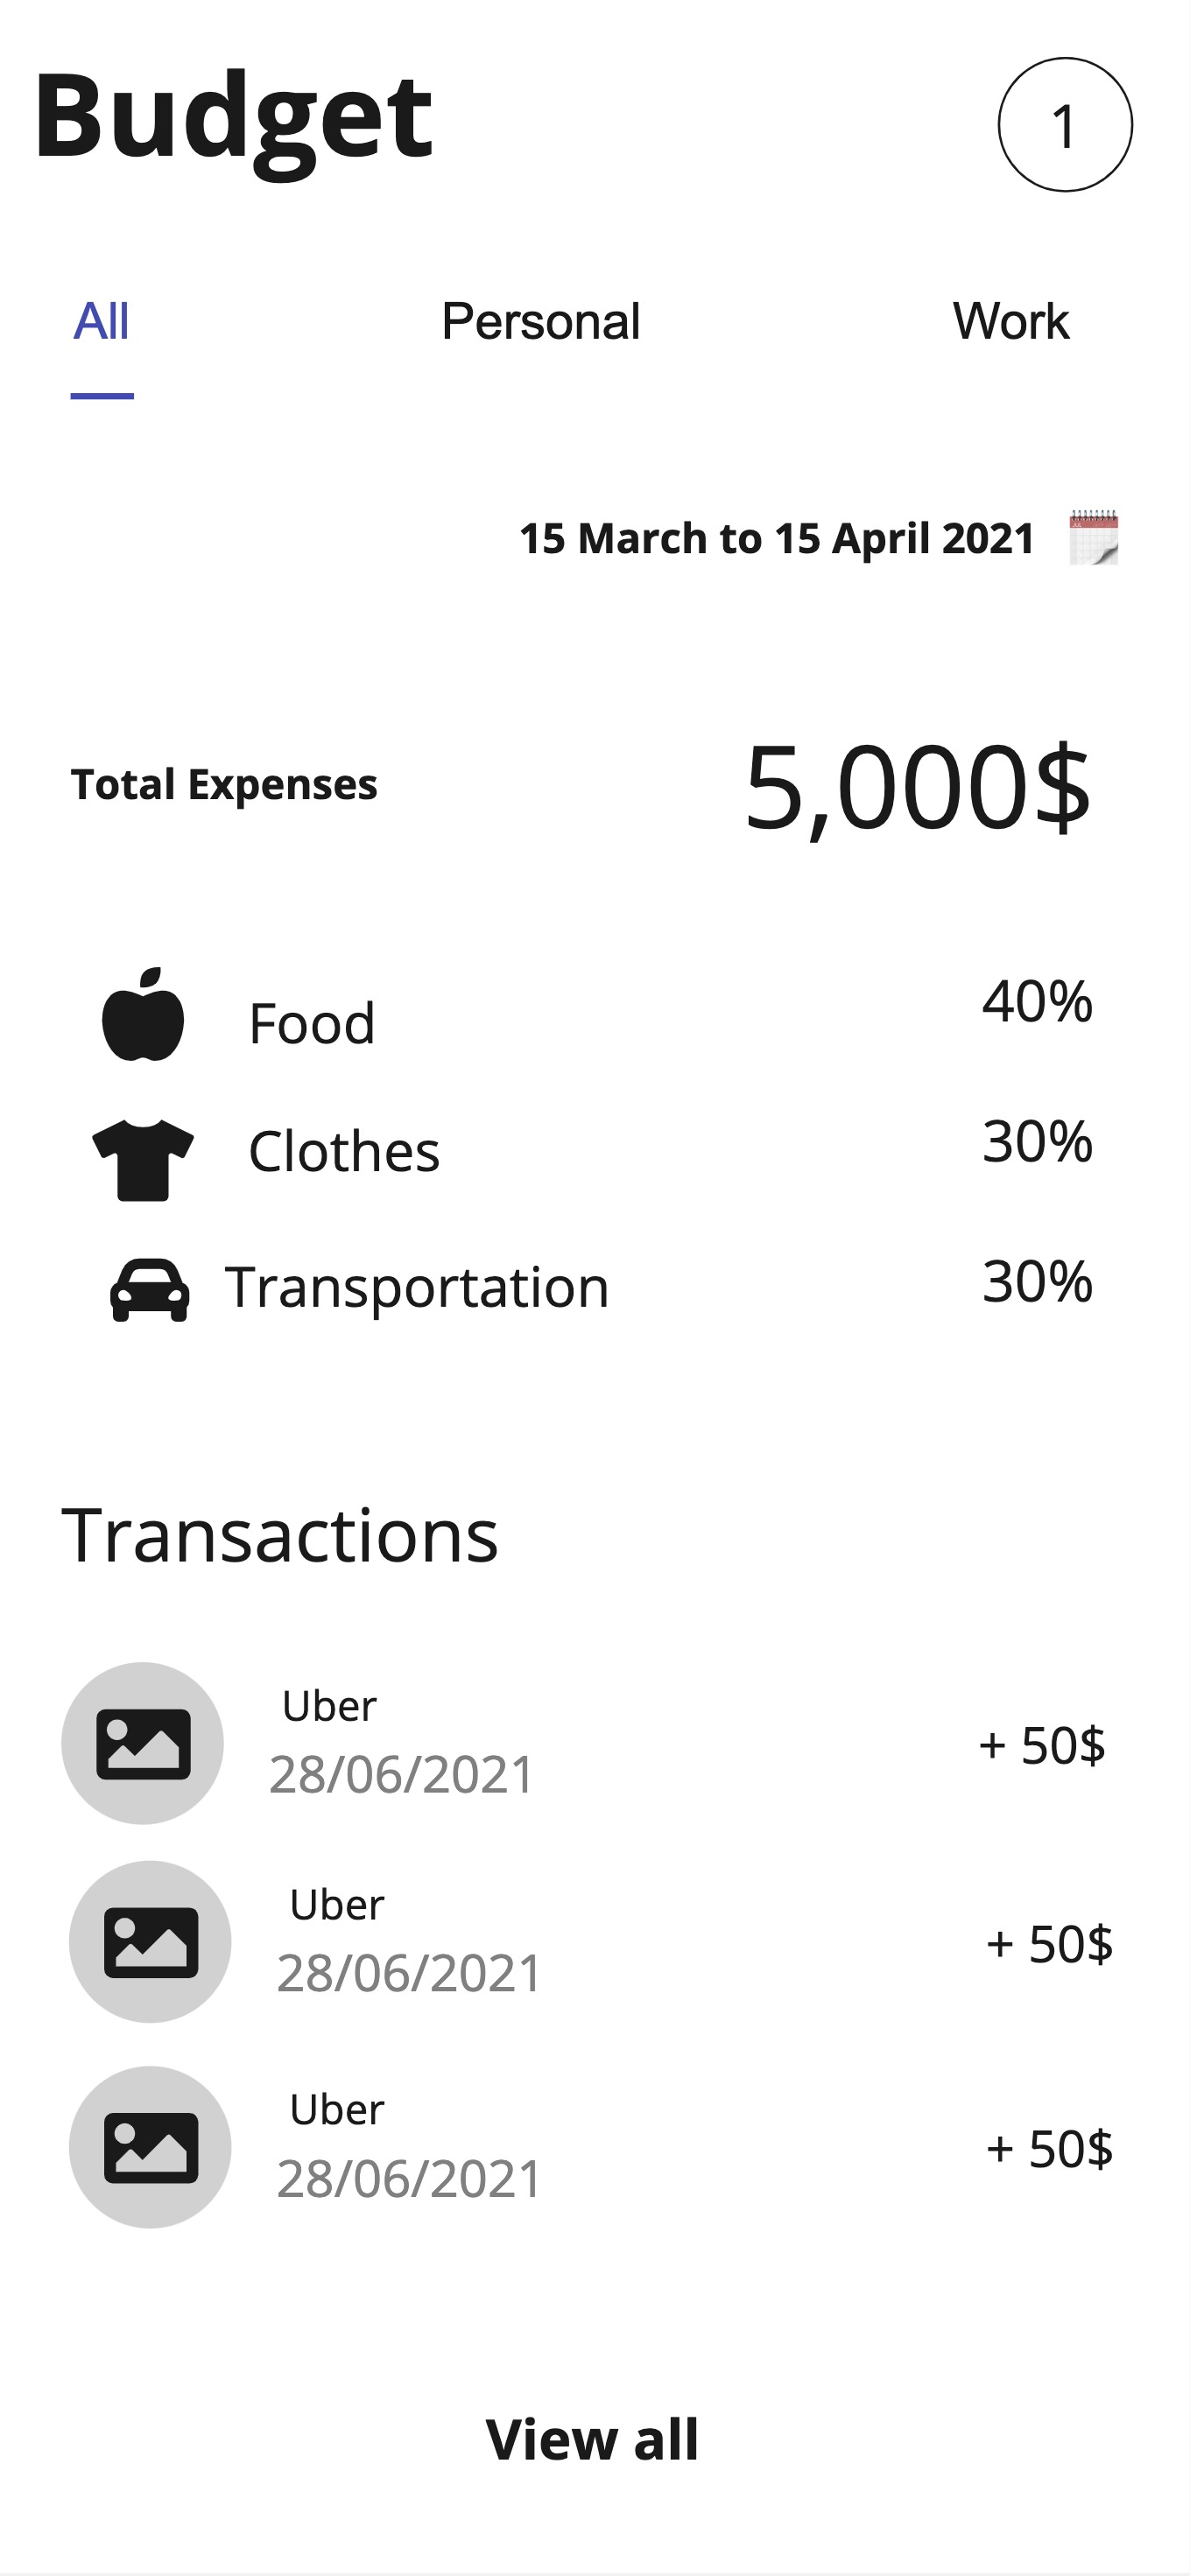 Budget
1
All Personal Work
15 March to 15 April 2021
Total Expenses 5,000$
Food 40%
Clothes 30%
Transportation 30%
Transactions
Uber
28/06/2021
+ 50$
Uber
28/06/2021
+ 50$
Uber
28/06/2021
+ 50$
View all